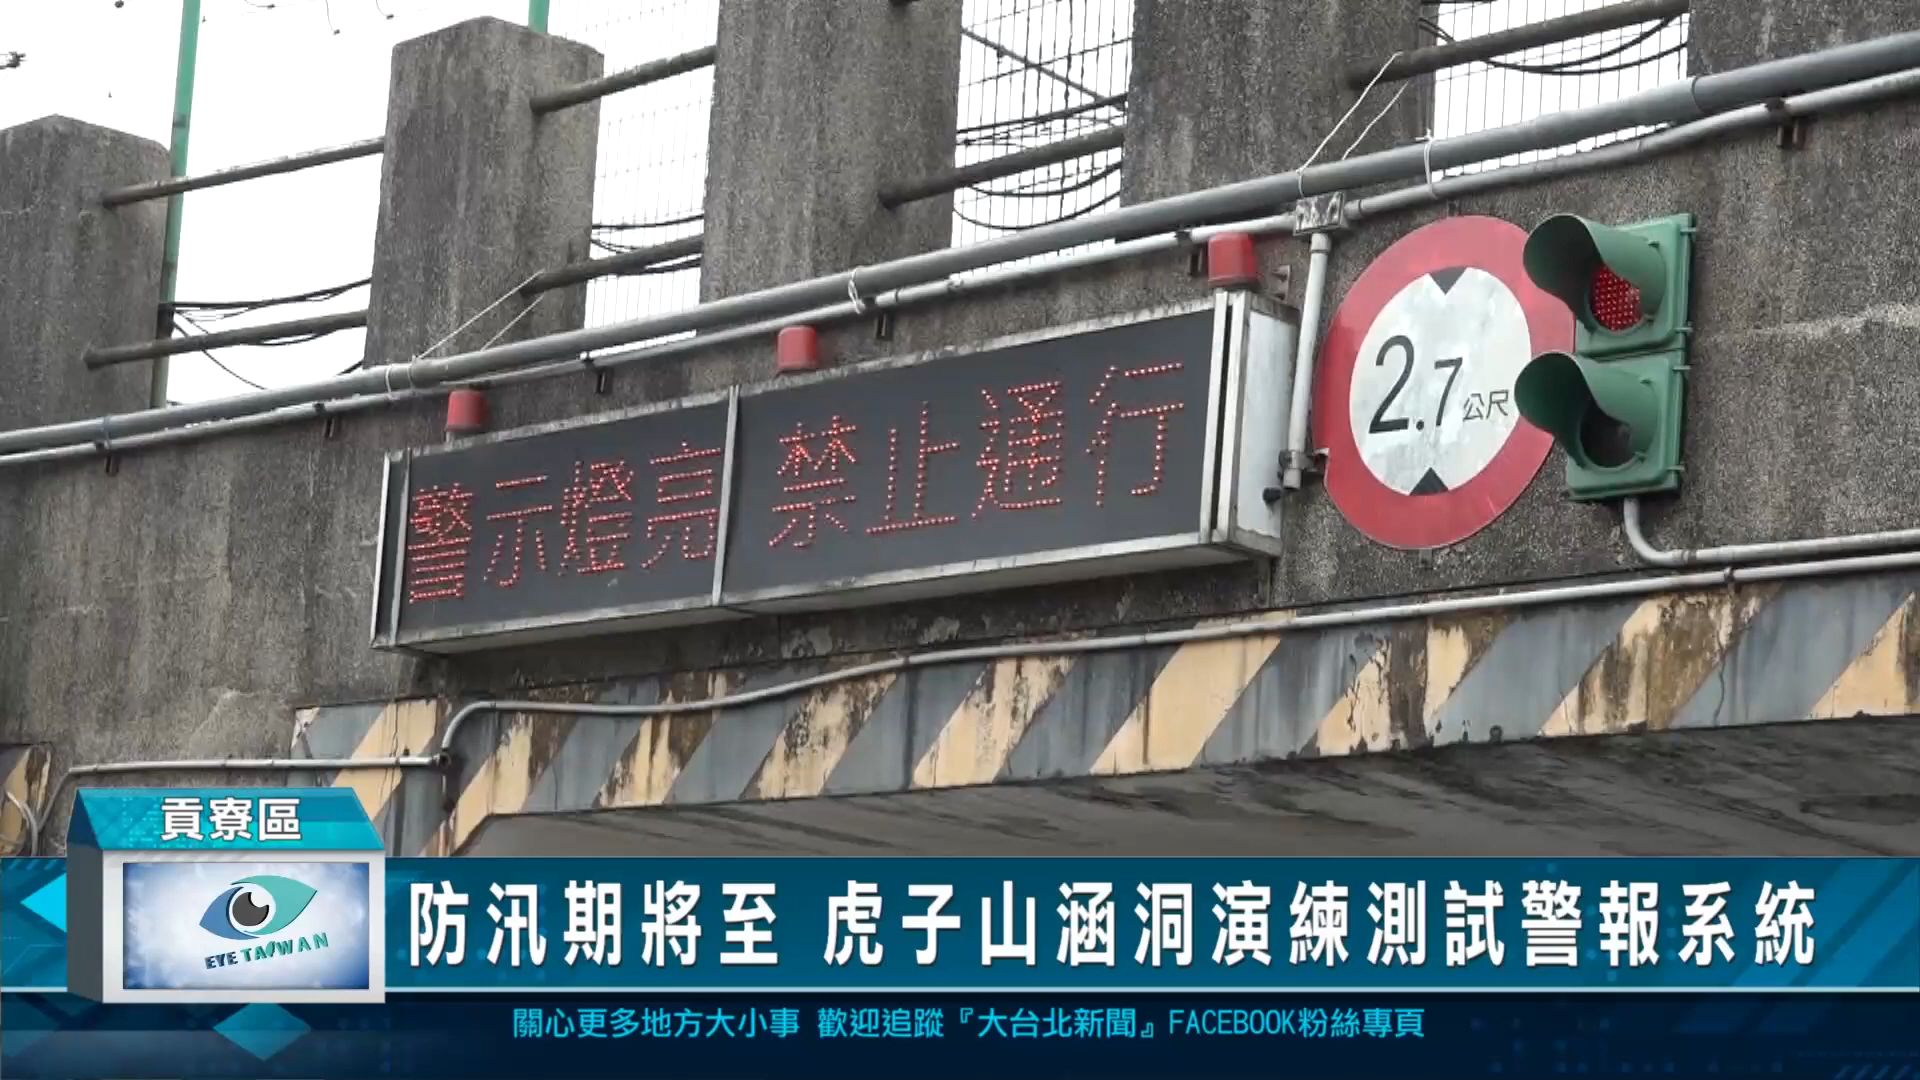 警示燈亮 禁止通行
2.7公尺
貢寮區
EYE TAIWAN
防汛期將至 虎子山涵洞演練測試警報系統
關心更多地方大小事 歡迎追蹤『大台北新聞』FACEBOOK粉絲專頁